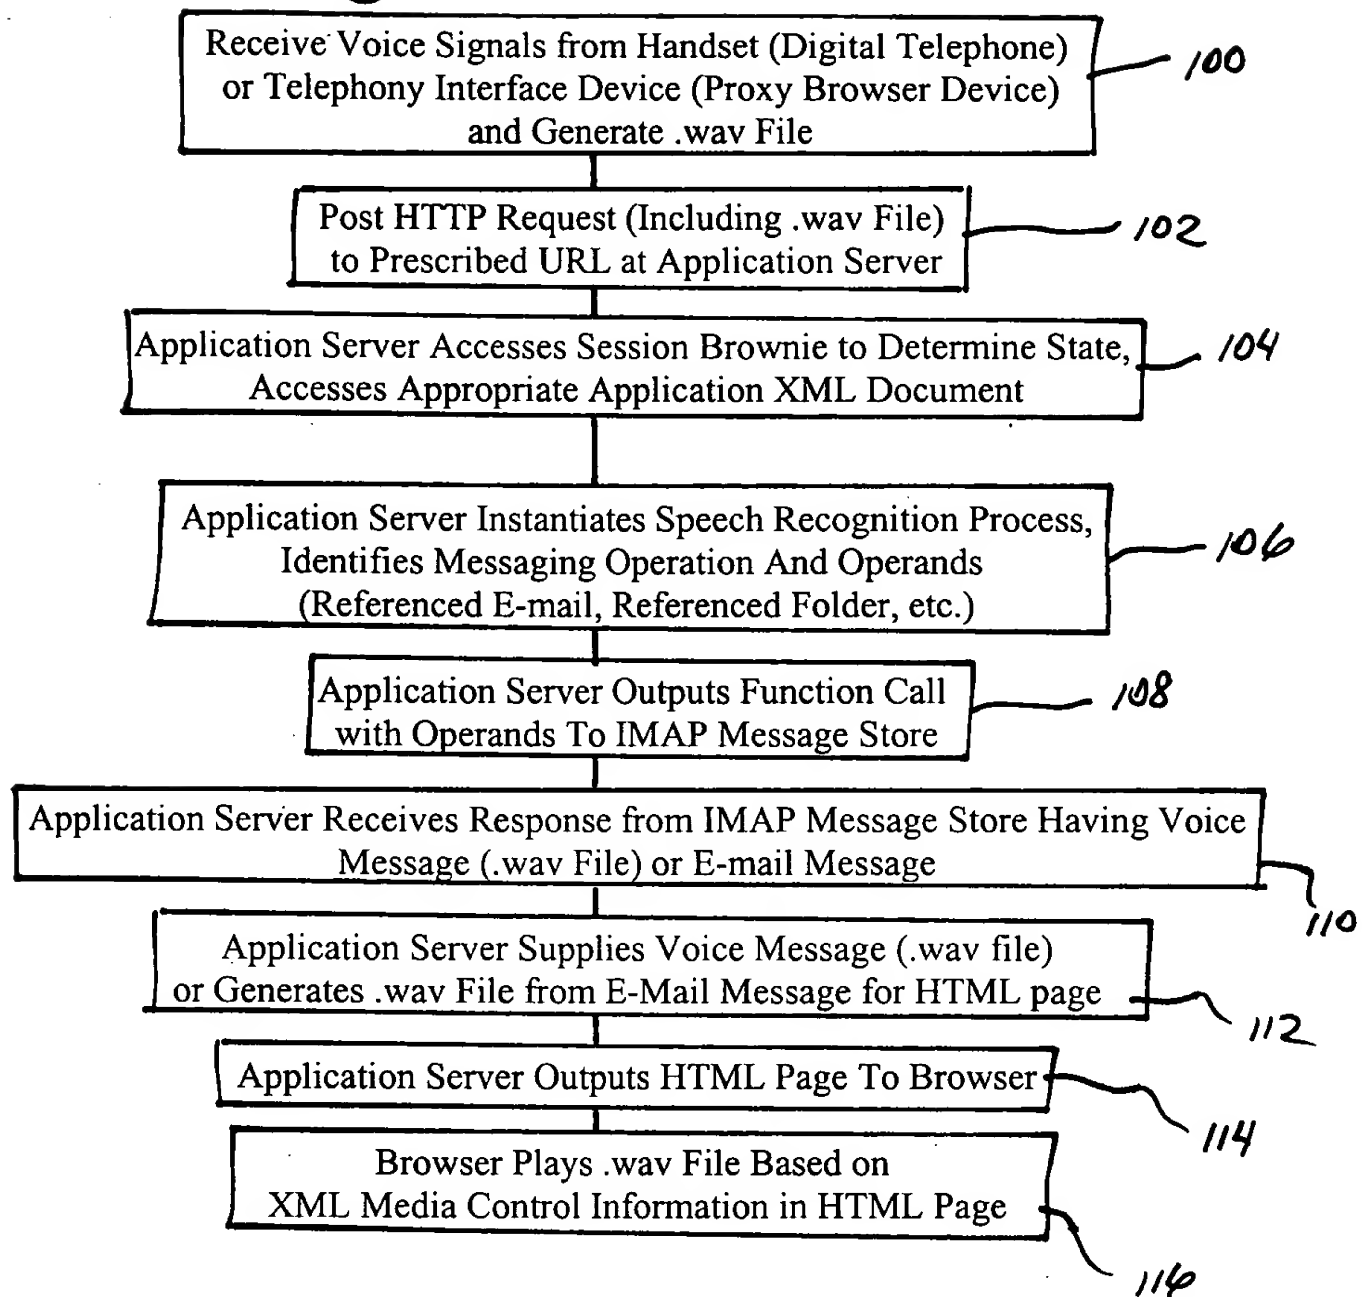 Receive Voice Signals from Handset (Digital Telephone)
or Telephony Interface Device (Proxy Browser Device)
and Generate .wav File
100
Post HTTP Request (Including .wav File)
to Prescribed URL at Application Server
102
Application Server Accesses Session Brownie to Determine State,
Accesses Appropriate Application XML Document
104
Application Server Instantiates Speech Recognition Process,
Identifies Messaging Operation And Operands
(Referenced E-mail, Referenced Folder, etc.)
106
Application Server Outputs Function Call
with Operands To IMAP Message Store
108
Application Server Receives Response from IMAP Message Store Having Voice
Message (.wav File) or E-mail Message
110
Application Server Supplies Voice Message (.wav file)
or Generates .wav File from E-Mail Message for HTML page
112
Application Server Outputs HTML Page To Browser
114
Browser Plays .wav File Based on
XML Media Control Information in HTML Page
116